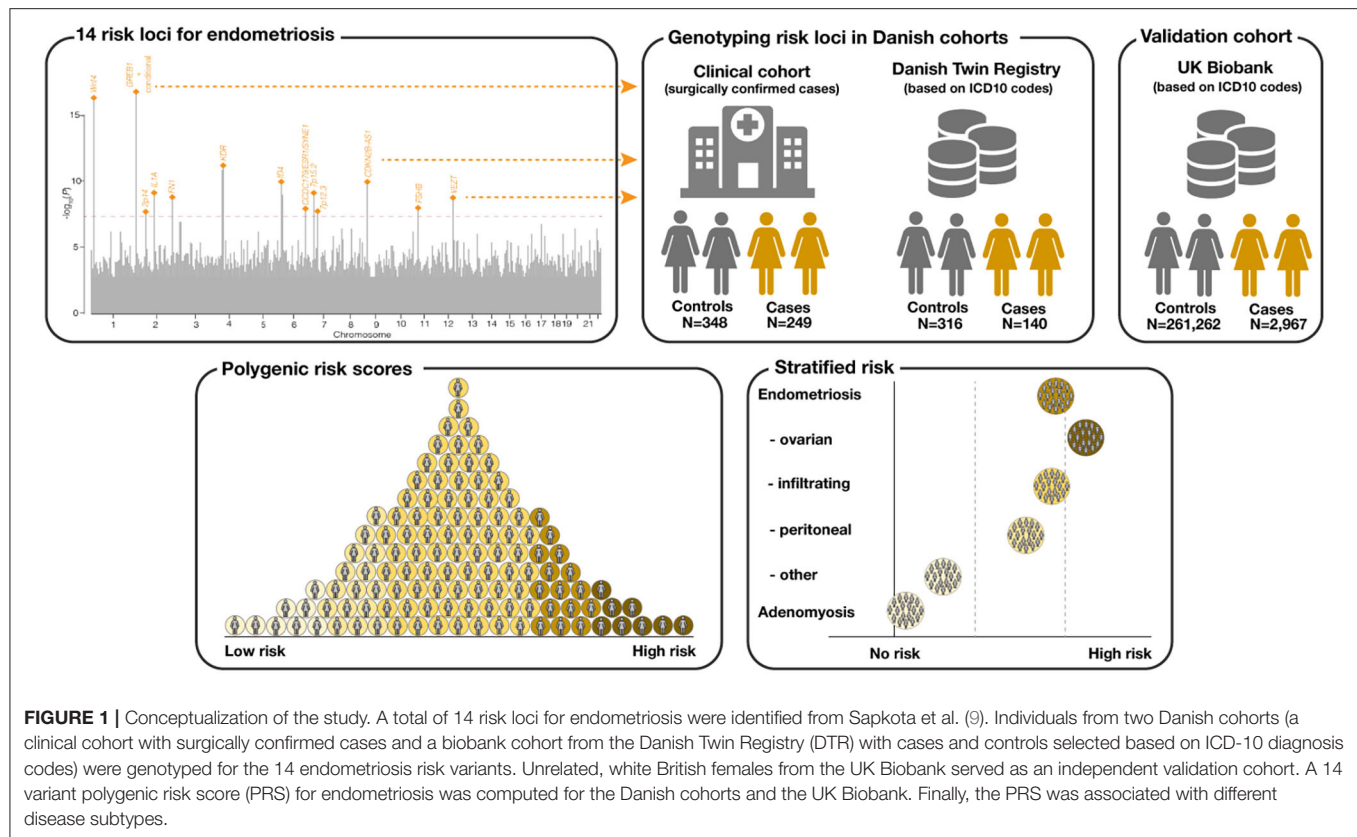 14 risk loci for endometriosis
Wnt4
GREB1
+
conditional
2p14
IL1A
FN1
KDR
ID4
CCDC170/ESR1/SYNE1
7p15.2
7p12.3
CDKN2B-AS1
FSHB
VEZT
-log10(P)
15
10
5
0
1 2 3 4 5 6 7 8 9 10 11 12 13 14 15 16 17 18 19 21
Chromosome
Genotyping risk loci in Danish cohorts
Clinical cohort
(surgically confirmed cases)
Controls
N=348
Cases
N=249
Danish Twin Registry
(based on ICD10 codes)
Controls
N=316
Cases
N=140
Validation cohort
UK Biobank
(based on ICD10 codes)
Controls
N=261,262
Cases
N=2,967
Polygenic risk scores
Low risk
High risk
Stratified risk
Endometriosis
- ovarian
- infiltrating
- peritoneal
- other
Adenomyosis
No risk
High risk
FIGURE 1 | Conceptualization of the study. A total of 14 risk loci for endometriosis were identified from Sapkota et al. (9). Individuals from two Danish cohorts (a
clinical cohort with surgically confirmed cases and a biobank cohort from the Danish Twin Registry (DTR) with cases and controls selected based on ICD-10 diagnosis
codes) were genotyped for the 14 endometriosis risk variants. Unrelated, white British females from the UK Biobank served as an independent validation cohort. A 14
variant polygenic risk score (PRS) for endometriosis was computed for the Danish cohorts and the UK Biobank. Finally, the PRS was associated with different
disease subtypes.